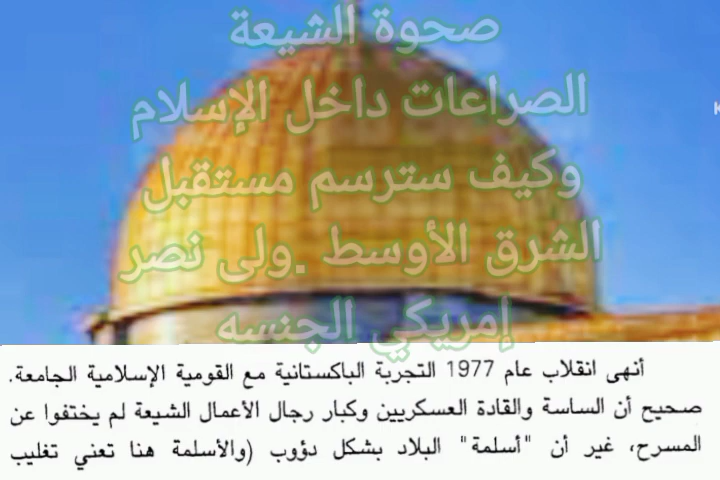 صحوة الشيعة
الصراعات داخل الإسلام
وكيف سترسم مستقبل
الشرق الأوسط .ولى نصر
إمريكي الجنسه
أنهى انقلاب عام 1977 التجربة الباكستانية مع القومية الإسلامية الجامعة.
صحيح أن الساسة والقادة العسكريين وكبار رجال الأعمال الشيعة لم يختفوا عن
المسرح، غير أن "أسلمة" البلاد بشكل دؤوب (والأسلمة هنا تعني تغليب